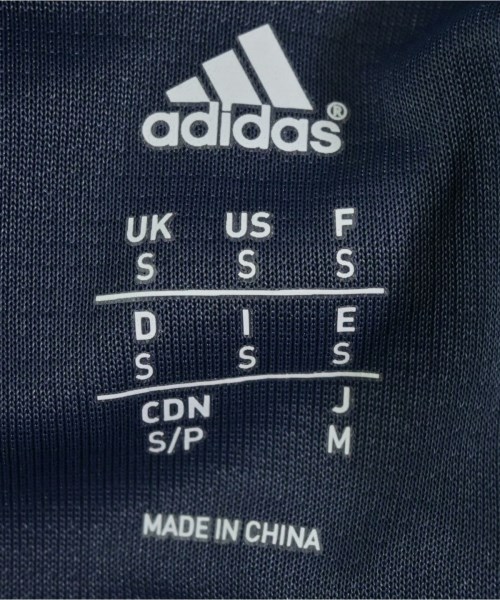 adidas®
UK US F
S S S
D I E
S S S
CDN J
S/P M
MADE IN CHINA